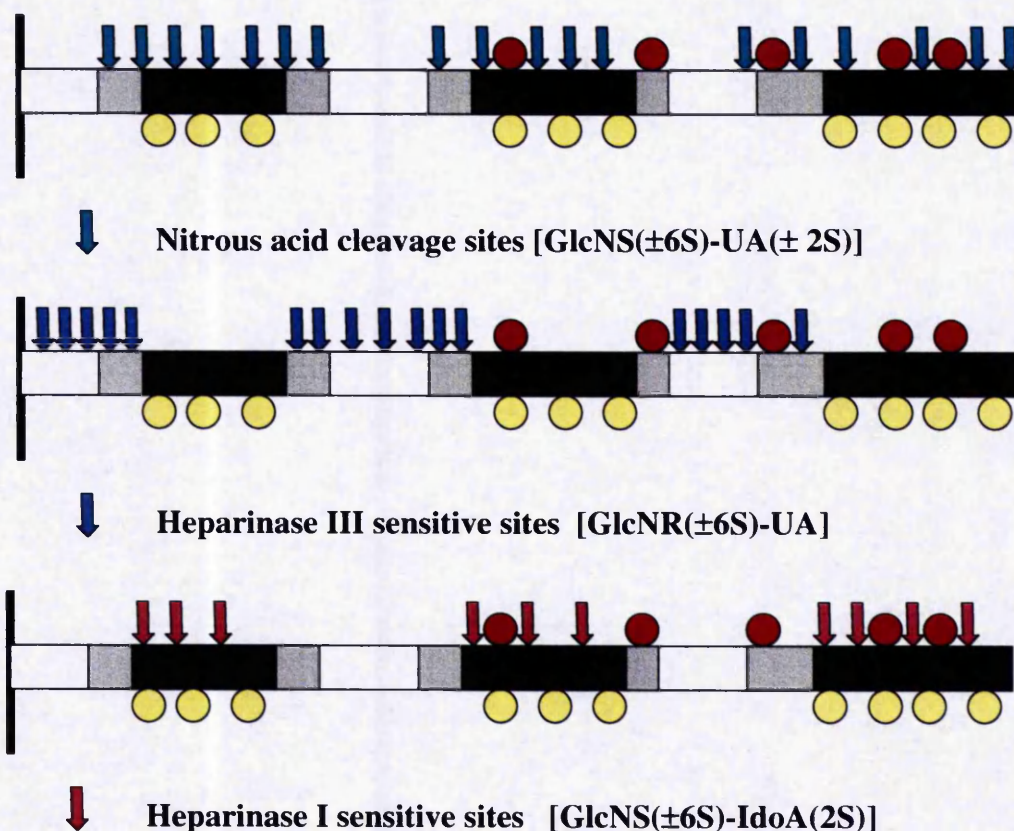 Nitrous acid cleavage sites [GlcNS(±6S)-UA(± 2S)]
Heparinase III sensitive sites [GlcNR(±6S)-UA]
Heparinase I sensitive sites [GlcNS(±6S)-IdoA(2S)]